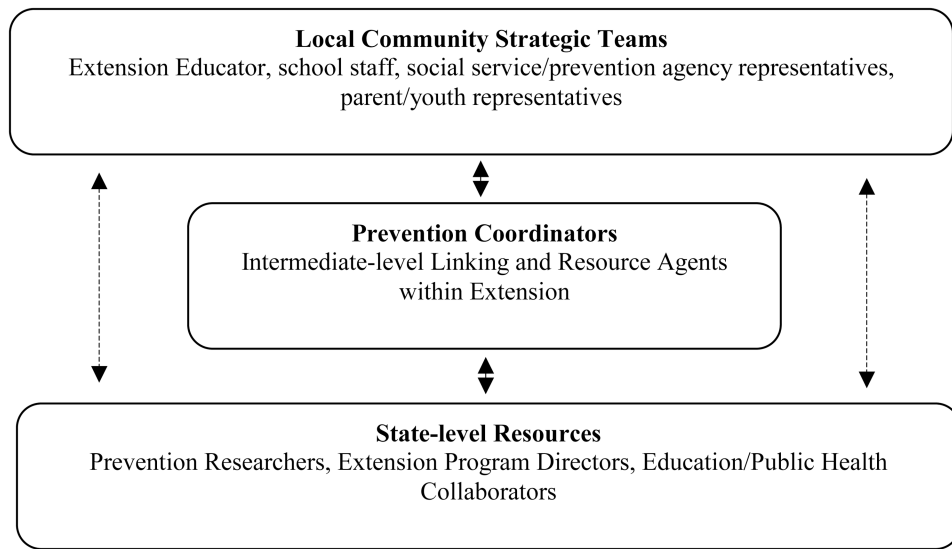 Local Community Strategic Teams
Extension Educator, school staff, social service/prevention agency representatives,
parent/youth representatives
Prevention Coordinators
Intermediate-level Linking and Resource Agents
within Extension
State-level Resources
Prevention Researchers, Extension Program Directors, Education/Public Health
Collaborators